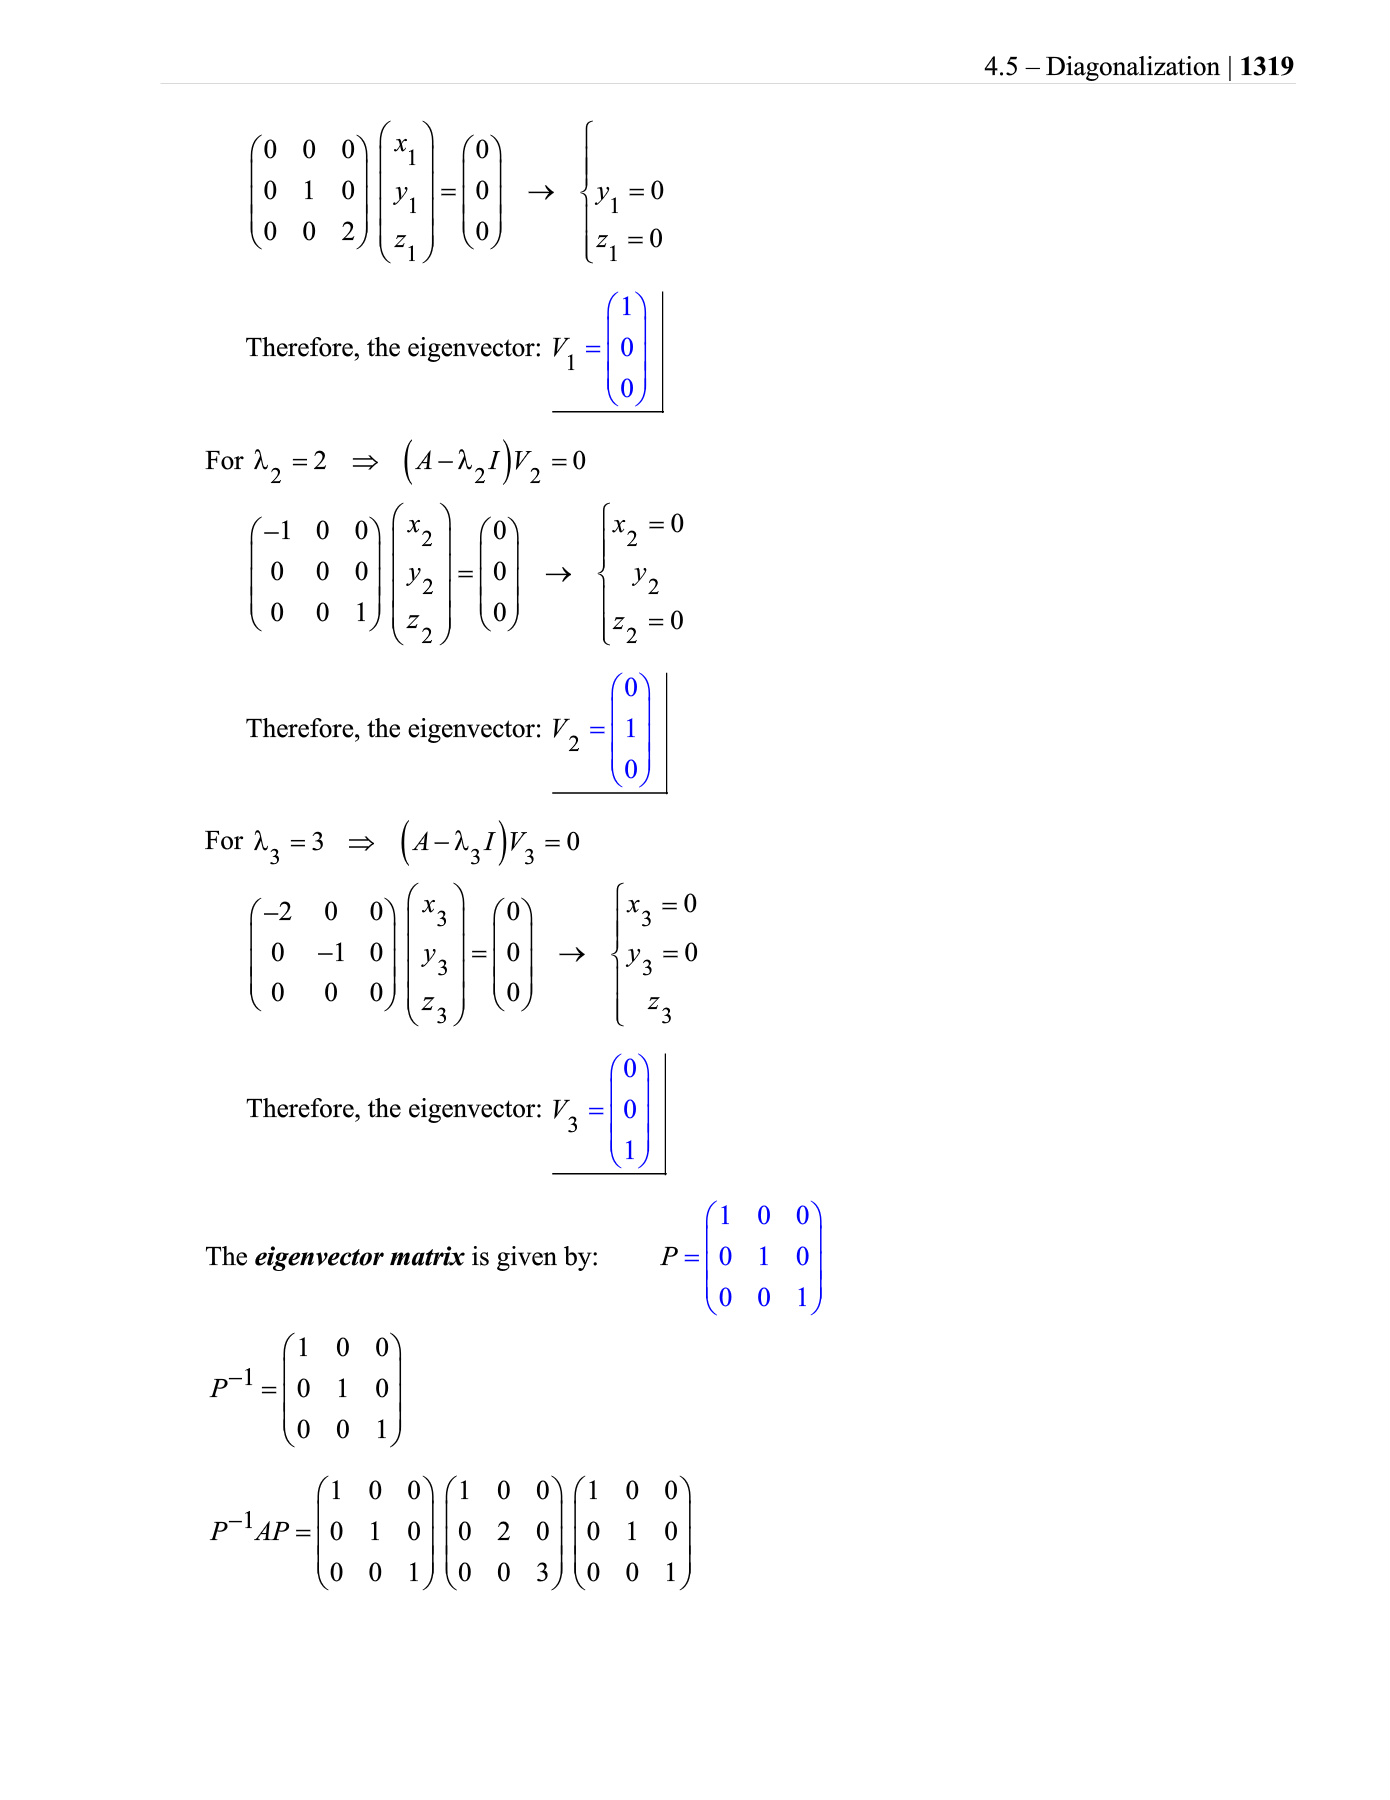 4.5 – Diagonalization | 1319
\begin{pmatrix} 0 & 0 & 0 \\ 0 & 1 & 0 \\ 0 & 0 & 2 \end{pmatrix} \begin{pmatrix} x_1 \\ y_1 \\ z_1 \end{pmatrix} = \begin{pmatrix} 0 \\ 0 \\ 0 \end{pmatrix} \rightarrow \begin{cases} \\ y_1 = 0 \\ z_1 = 0 \end{cases}
Therefore, the eigenvector: V_1 = \begin{pmatrix} 1 \\ 0 \\ 0 \end{pmatrix}
For λ_2 = 2 ⇒ (A − λ_2 I)V_2 = 0
\begin{pmatrix} -1 & 0 & 0 \\ 0 & 0 & 0 \\ 0 & 0 & 1 \end{pmatrix} \begin{pmatrix} x_2 \\ y_2 \\ z_2 \end{pmatrix} = \begin{pmatrix} 0 \\ 0 \\ 0 \end{pmatrix} \rightarrow \begin{cases} x_2 = 0 \\ y_2 \\ z_2 = 0 \end{cases}
Therefore, the eigenvector: V_2 = \begin{pmatrix} 0 \\ 1 \\ 0 \end{pmatrix}
For λ_3 = 3 ⇒ (A − λ_3 I)V_3 = 0
\begin{pmatrix} -2 & 0 & 0 \\ 0 & -1 & 0 \\ 0 & 0 & 0 \end{pmatrix} \begin{pmatrix} x_3 \\ y_3 \\ z_3 \end{pmatrix} = \begin{pmatrix} 0 \\ 0 \\ 0 \end{pmatrix} \rightarrow \begin{cases} x_3 = 0 \\ y_3 = 0 \\ z_3 \end{cases}
Therefore, the eigenvector: V_3 = \begin{pmatrix} 0 \\ 0 \\ 1 \end{pmatrix}
The eigenvector matrix is given by: P = \begin{pmatrix} 1 & 0 & 0 \\ 0 & 1 & 0 \\ 0 & 0 & 1 \end{pmatrix}
P^{-1} = \begin{pmatrix} 1 & 0 & 0 \\ 0 & 1 & 0 \\ 0 & 0 & 1 \end{pmatrix}
P^{-1}AP = \begin{pmatrix} 1 & 0 & 0 \\ 0 & 1 & 0 \\ 0 & 0 & 1 \end{pmatrix} \begin{pmatrix} 1 & 0 & 0 \\ 0 & 2 & 0 \\ 0 & 0 & 3 \end{pmatrix} \begin{pmatrix} 1 & 0 & 0 \\ 0 & 1 & 0 \\ 0 & 0 & 1 \end{pmatrix}